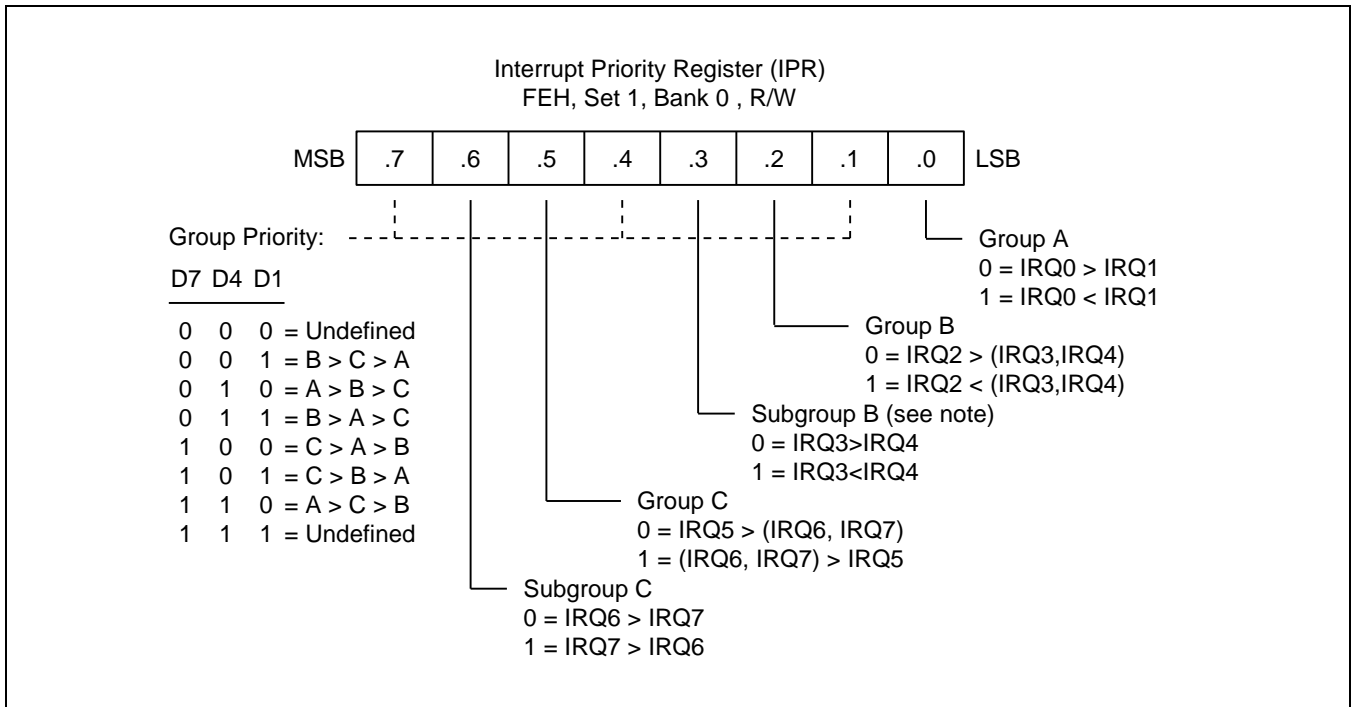 Interrupt Priority Register (IPR)
FEH, Set 1, Bank 0 , R/W
MSB .7 .6 .5 .4 .3 .2 .1 .0 LSB
Group Priority:
D7 D4 D1
0 0 0 = Undefined
0 0 1 = B > C > A
0 1 0 = A > B > C
0 1 1 = B > A > C
1 0 0 = C > A > B
1 0 1 = C > B > A
1 1 0 = A > C > B
1 1 1 = Undefined
Group A
0 = IRQ0 > IRQ1
1 = IRQ0 < IRQ1
Group B
0 = IRQ2 > (IRQ3,IRQ4)
1 = IRQ2 < (IRQ3,IRQ4)
Subgroup B (see note)
0 = IRQ3>IRQ4
1 = IRQ3<IRQ4
Group C
0 = IRQ5 > (IRQ6, IRQ7)
1 = (IRQ6, IRQ7) > IRQ5
Subgroup C
0 = IRQ6 > IRQ7
1 = IRQ7 > IRQ6